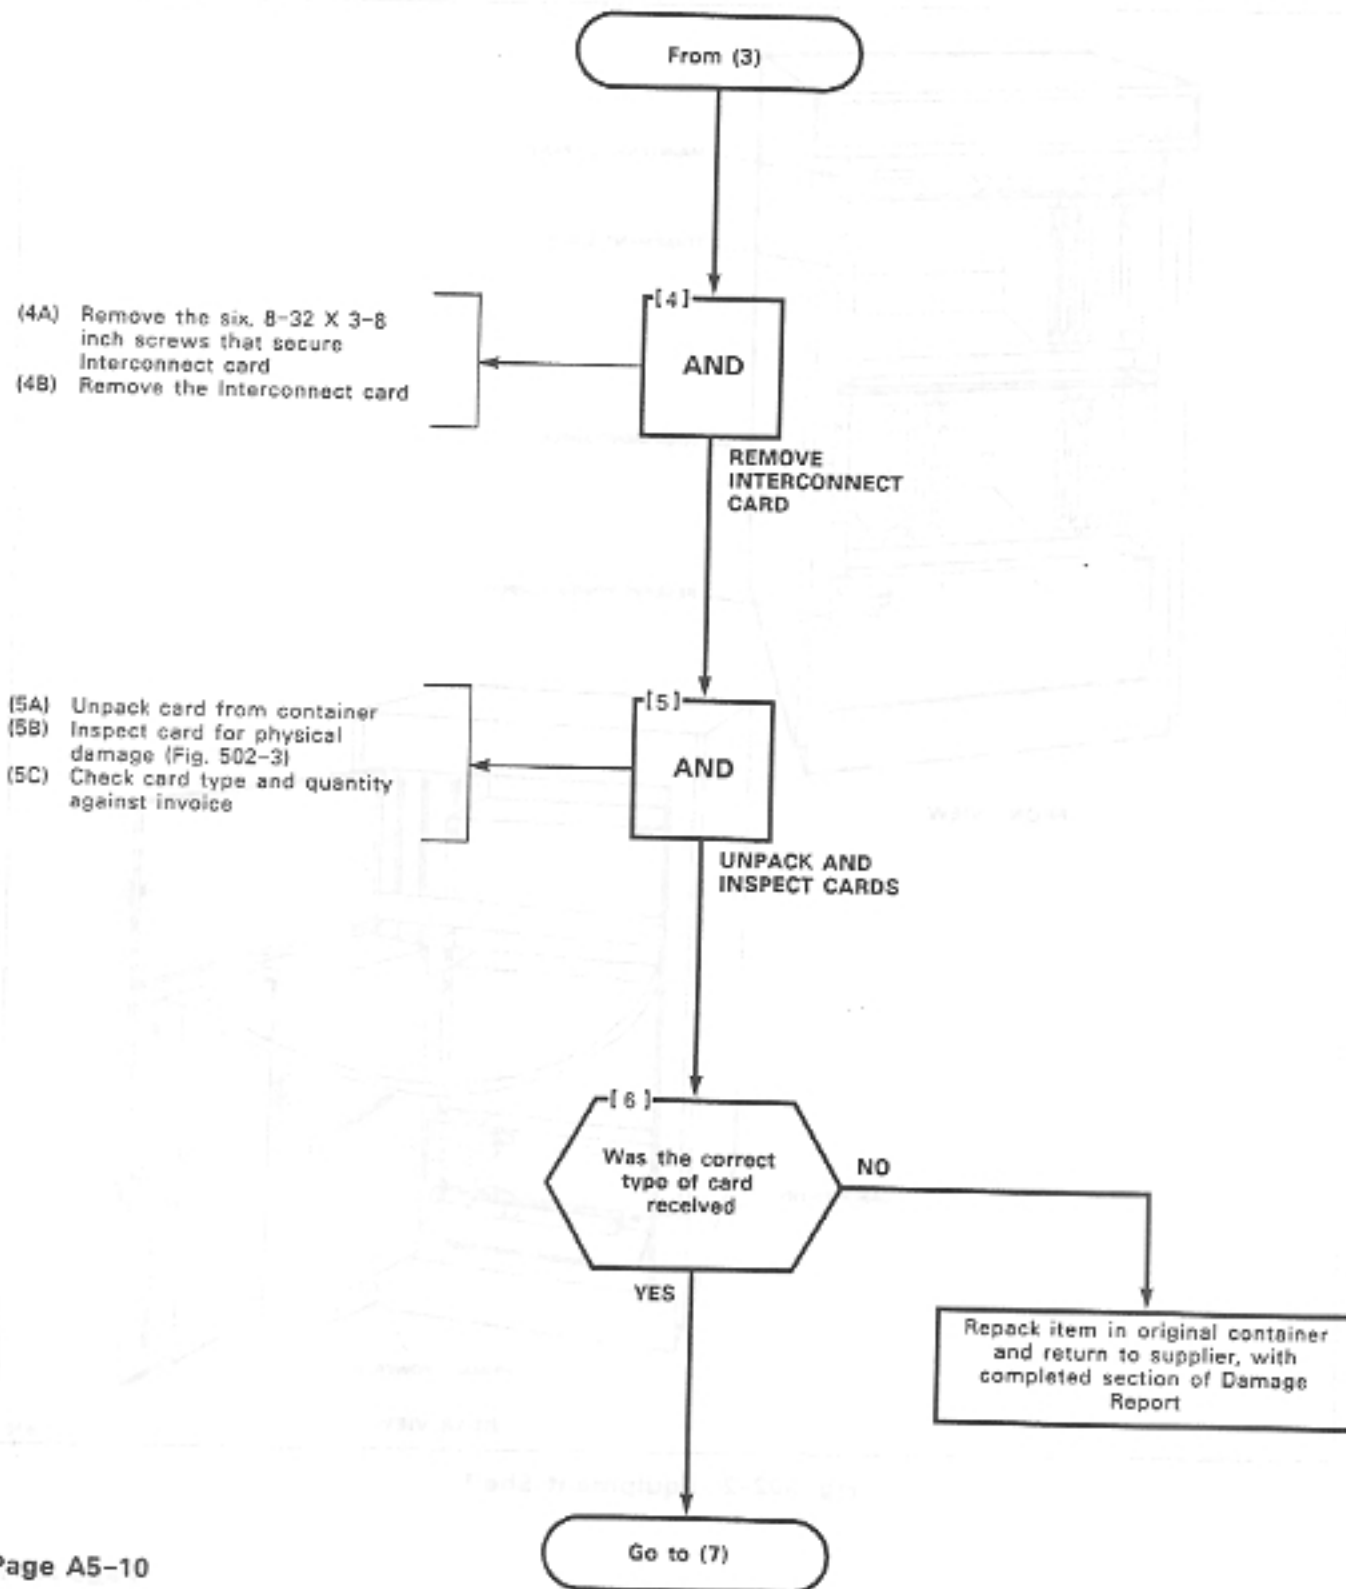 From (3)
[4]
AND
(4A) Remove the six, 8-32 X 3-8
inch screws that secure
Interconnect card
(4B) Remove the Interconnect card
REMOVE
INTERCONNECT
CARD
[5]
AND
(5A) Unpack card from container
(5B) Inspect card for physical
damage (Fig. 502-3)
(5C) Check card type and quantity
against invoice
UNPACK AND
INSPECT CARDS
[6]
Was the correct
type of card
received
NO
YES
Repack item in original container
and return to supplier, with
completed section of Damage
Report
Go to (7)
Page A5-10